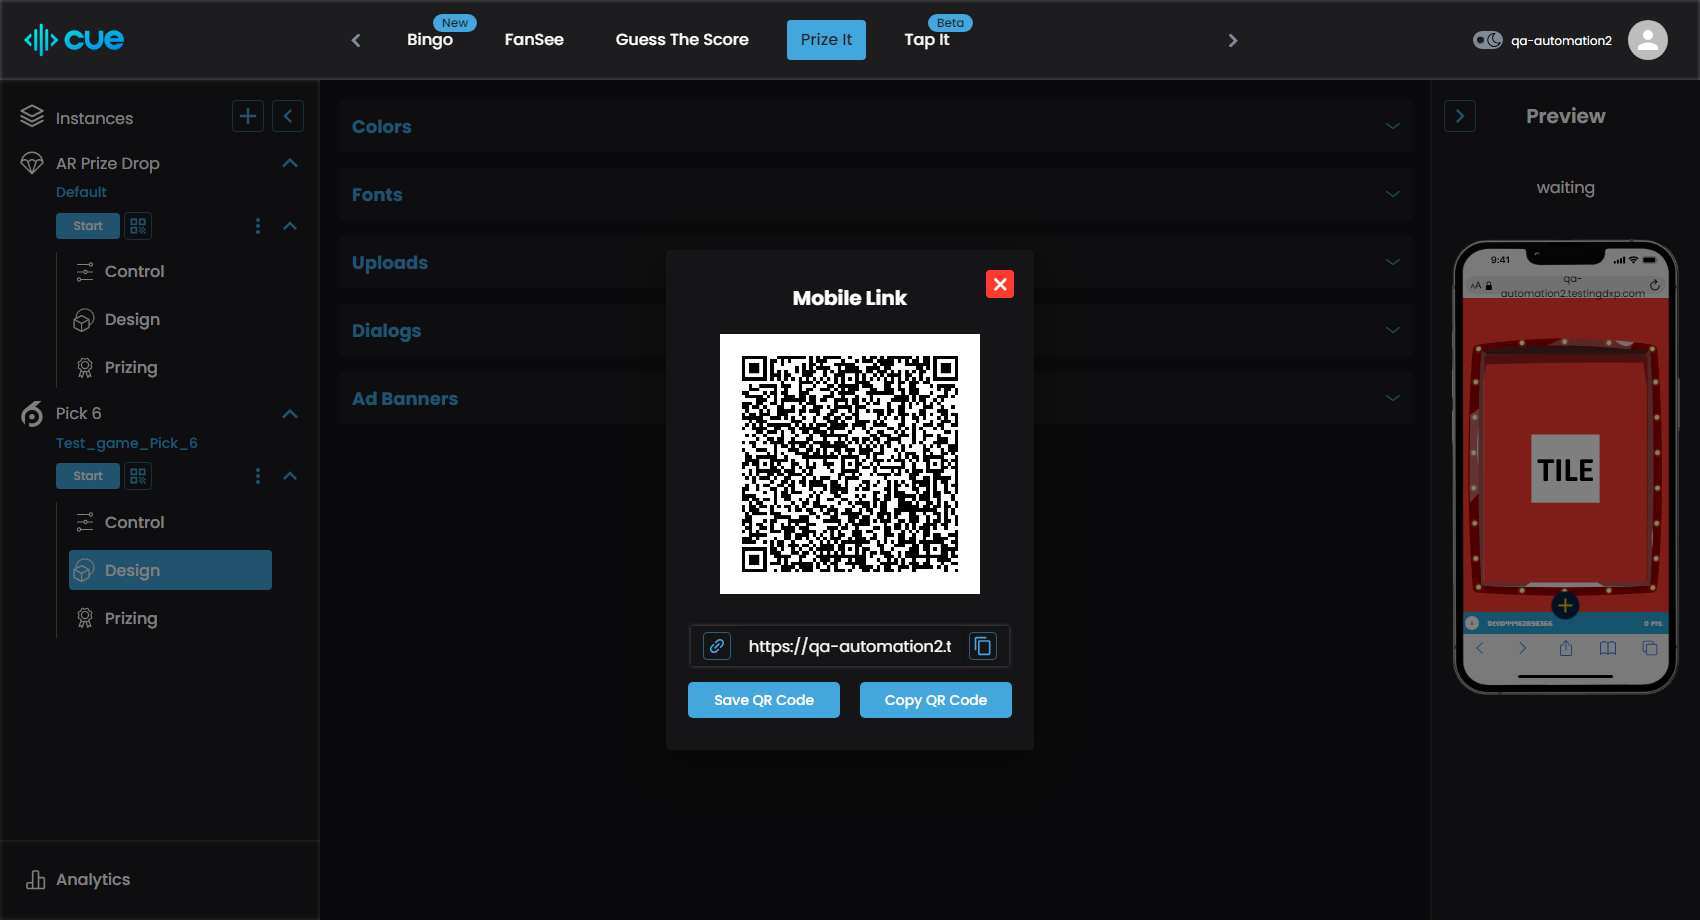 cue
Bingo
New
FanSee
Guess The Score
Prize It
Tap It
Beta
qa-automation2
Instances
AR Prize Drop
Default
Start
Control
Design
Prizing
Pick 6
Test_game_Pick_6
Start
Control
Design
Prizing
Analytics
Colors
Fonts
Uploads
Dialogs
Ad Banners
Mobile Link
https://qa-automation2.t
Save QR Code
Copy QR Code
Preview
waiting
9:41
AA
qa-
automation2.testingdxp.com
TILE
0 PTS.